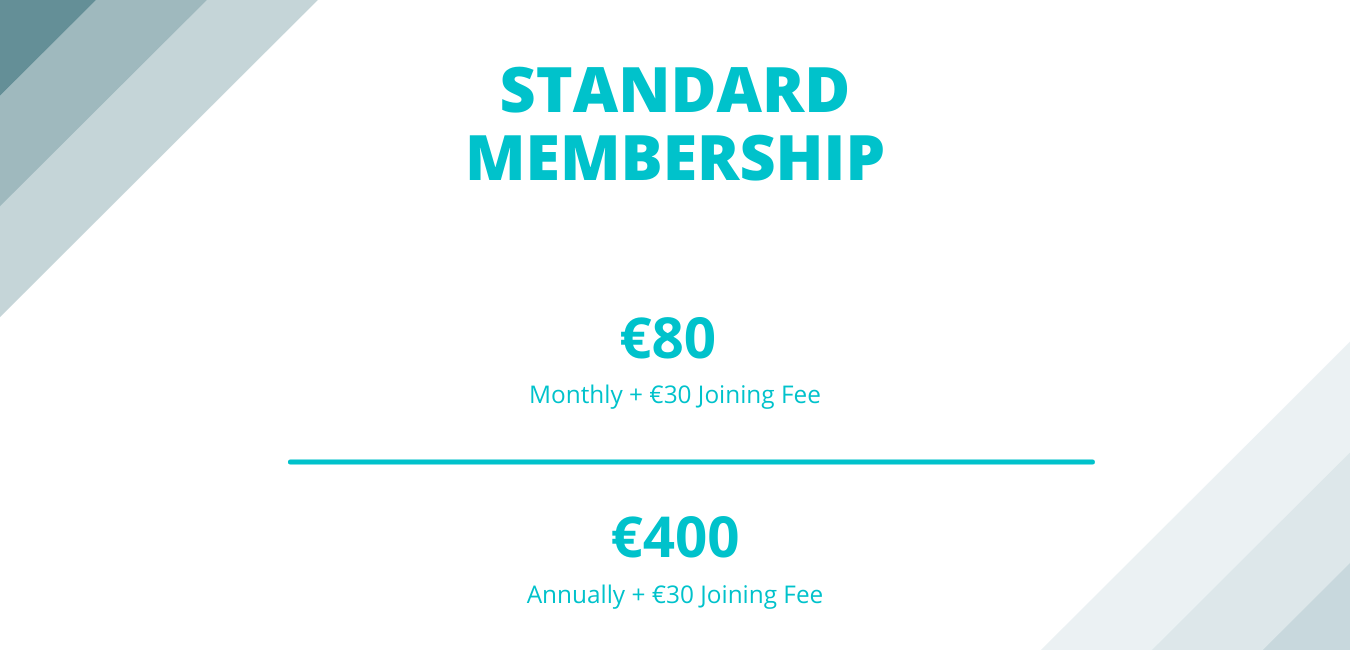 STANDARD
MEMBERSHIP
€80
Monthly + €30 Joining Fee
€400
Annually + €30 Joining Fee